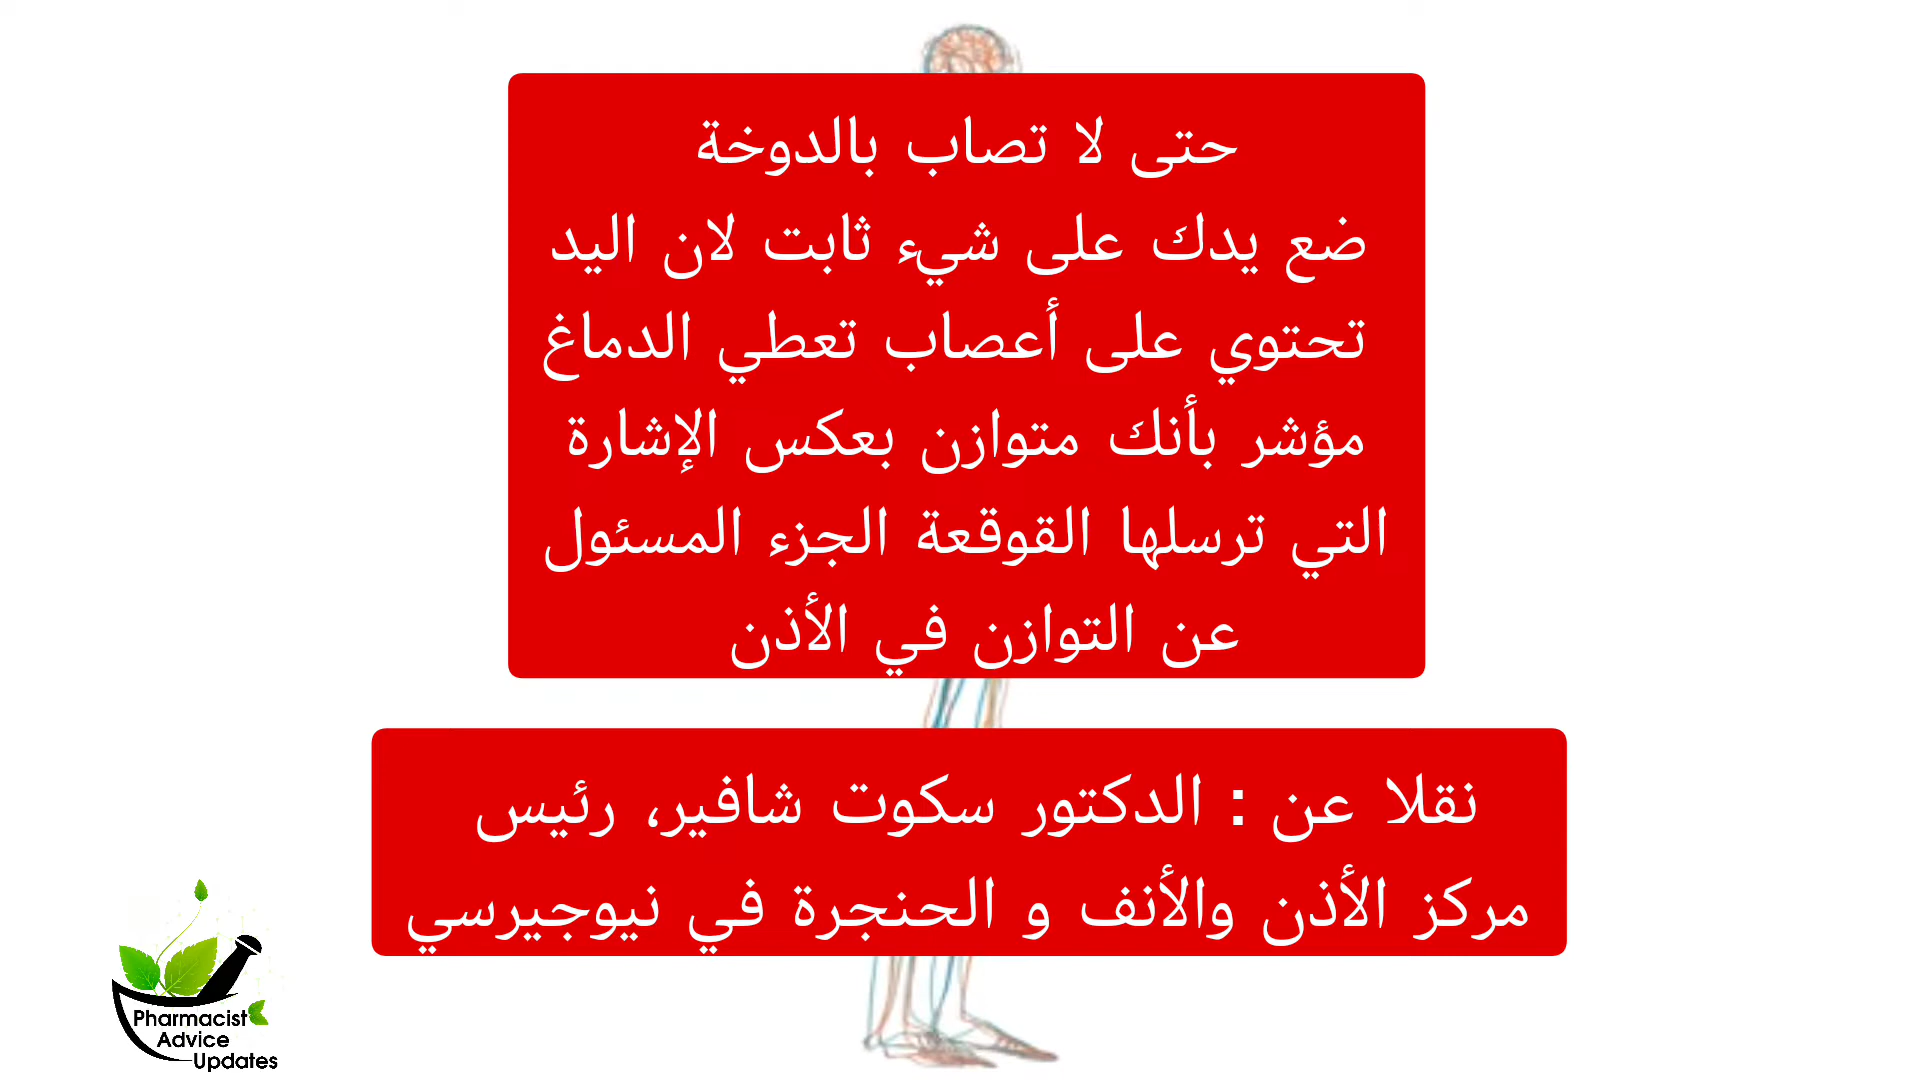 حتى لا تصاب بالدوخة
ضع يدك على شيء ثابت لان اليد
تحتوي على أعصاب تعطي الدماغ
مؤشر بأنك متوازن بعكس الإشارة
التي ترسلها القوقعة الجزء المسئول
عن التوازن في الأذن
نقلا عن : الدكتور سكوت شافير، رئيس
مركز الأذن والأنف و الحنجرة في نيوجيرسي
Pharmacist
Advice
Updates